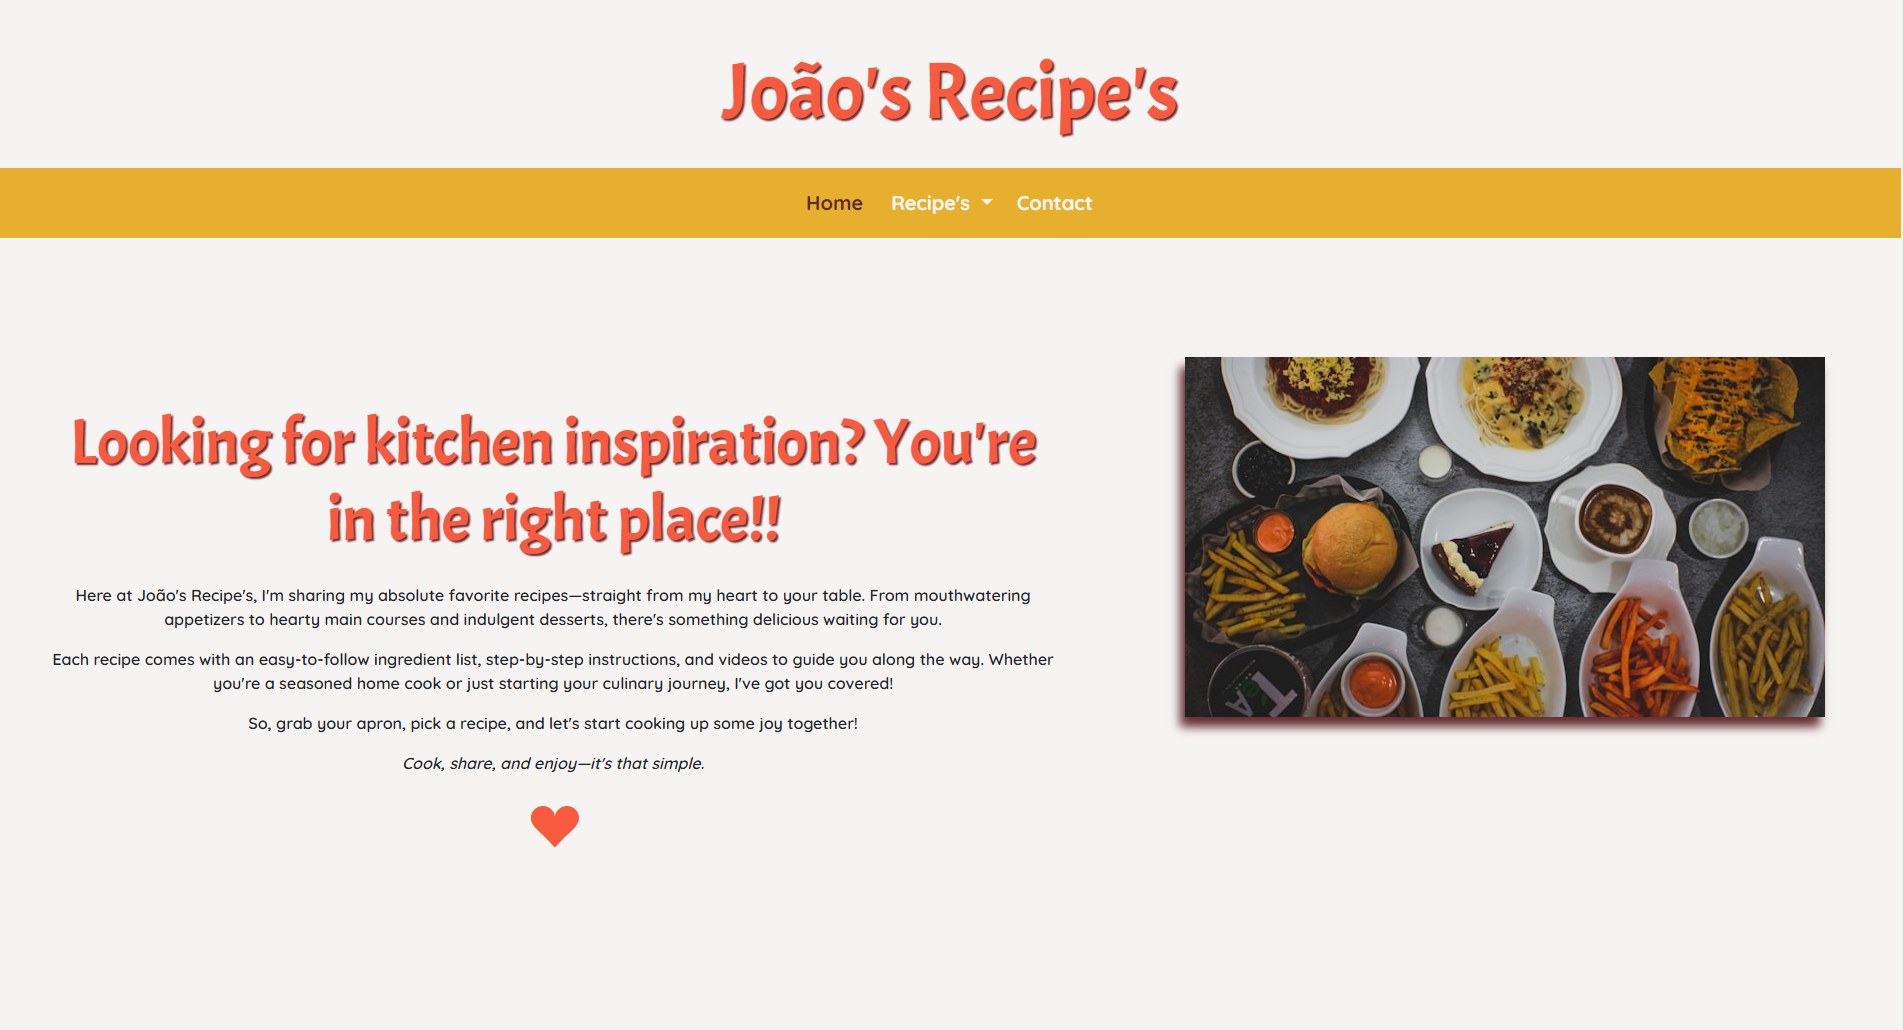 João's Recipe's
Home Recipe's Contact
Looking for kitchen inspiration? You're
in the right place!!
Here at João's Recipe's, I'm sharing my absolute favorite recipes—straight from my heart to your table. From mouthwatering
appetizers to hearty main courses and indulgent desserts, there's something delicious waiting for you.
Each recipe comes with an easy-to-follow ingredient list, step-by-step instructions, and videos to guide you along the way. Whether
you're a seasoned home cook or just starting your culinary journey, I've got you covered!
So, grab your apron, pick a recipe, and let's start cooking up some joy together!
Cook, share, and enjoy—it's that simple.